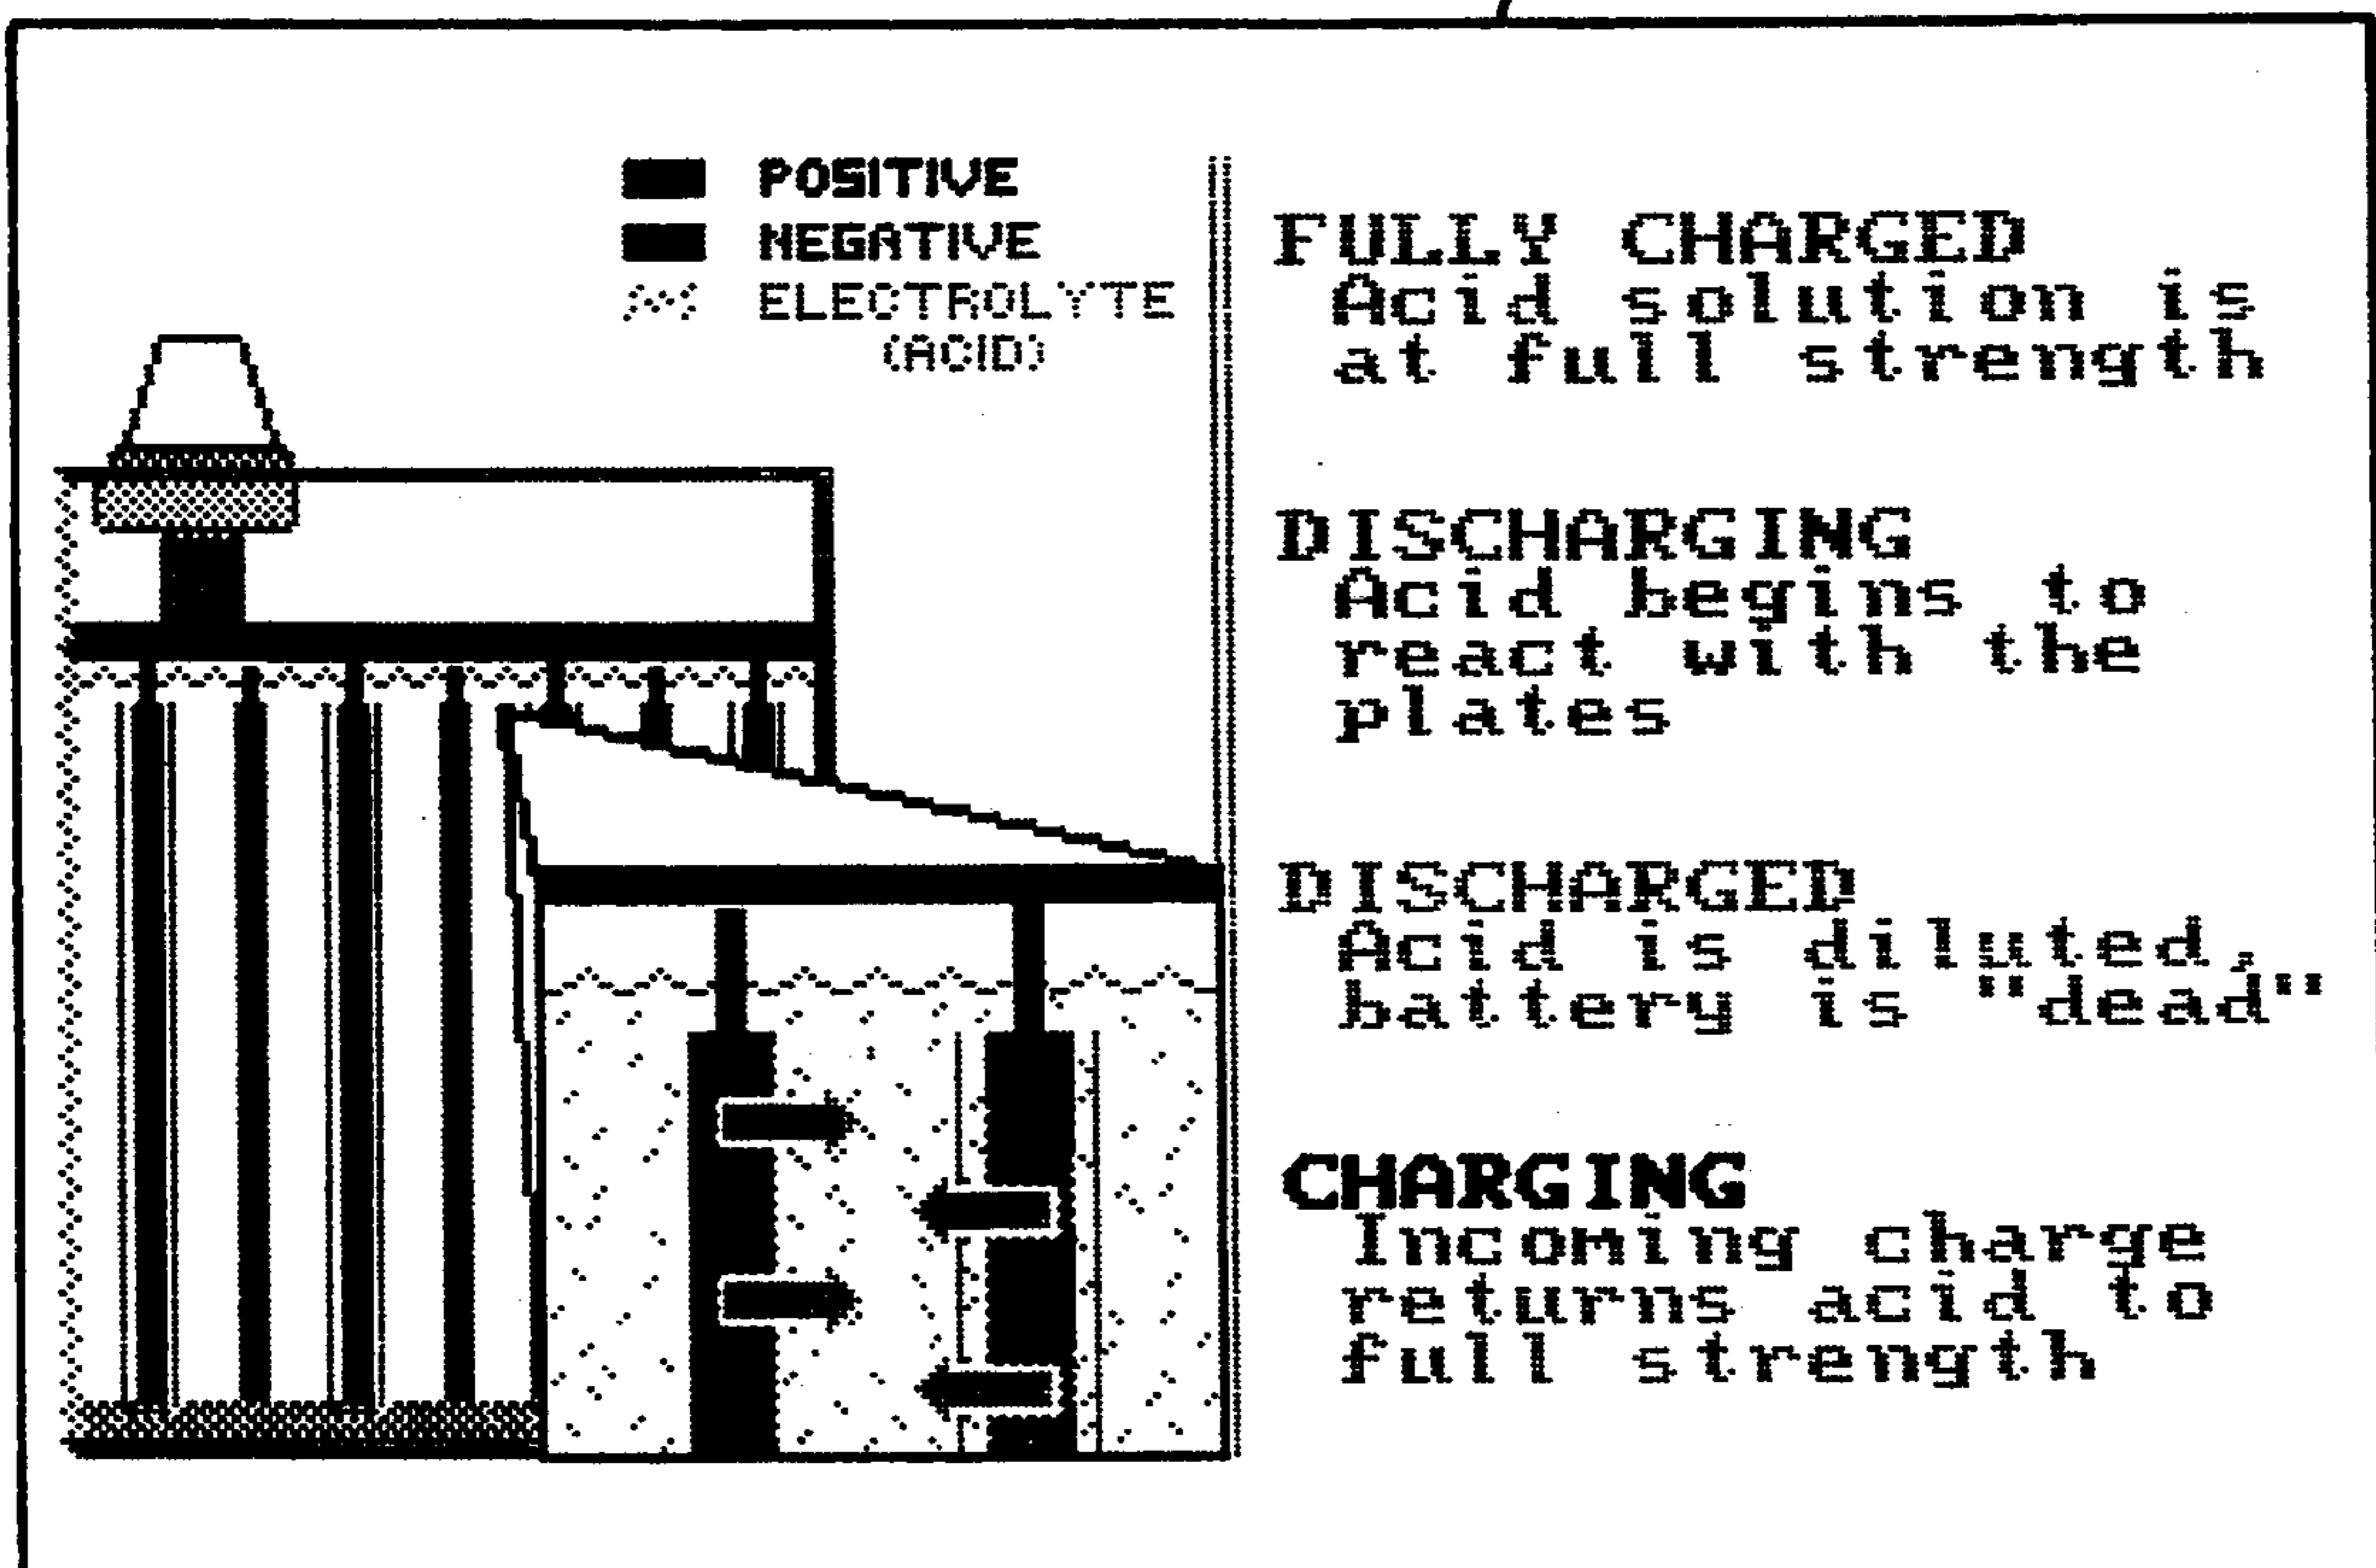 POSITIVE
NEGATIVE
ELECTROLYTE
(ACID)
FULLY CHARGED
Acid solution is
at full strength
DISCHARGING
Acid begins to
react with the
plates
DISCHARGED
Acid is diluted,
battery is "dead"
CHARGING
Incoming charge
returns acid to
full strength